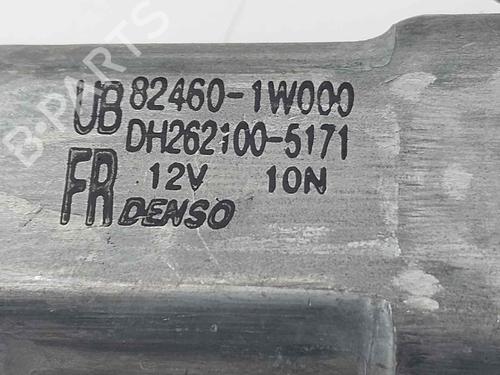 B-PARTS
UB 82460-1W000
DH262100-5171
FR 12V 10N
DENSO